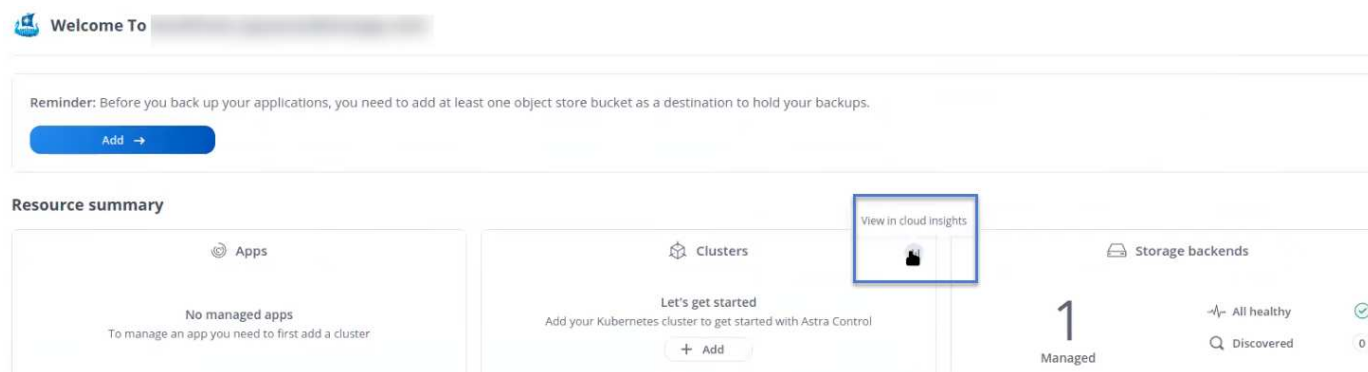 Welcome To
Reminder: Before you back up your applications, you need to add at least one object store bucket as a destination to hold your backups.
Add →
Resource summary
View in cloud insights
Apps
Clusters
Storage backends
No managed apps
To manage an app you need to first add a cluster
Let's get started
Add your Kubernetes cluster to get started with Astra Control
+ Add
1
Managed
All healthy
Discovered 0